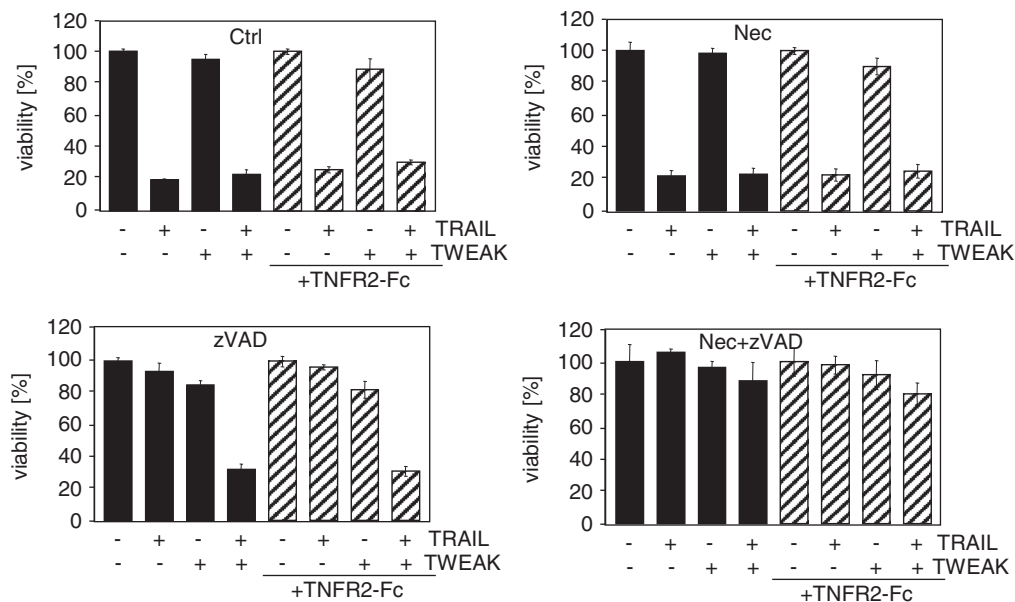 Ctrl
viability [%]
120
100
80
60
40
20
0
- + - + - + - + TRAIL
- - + + - - + + TWEAK
+TNFR2-Fc
Nec
viability [%]
120
100
80
60
40
20
0
- + - + - + - + TRAIL
- - + + - - + + TWEAK
+TNFR2-Fc
zVAD
viability [%]
120
100
80
60
40
20
0
- + - + - + - + TRAIL
- - + + - - + + TWEAK
+TNFR2-Fc
Nec+zVAD
viability [%]
120
100
80
60
40
20
0
- + - + - + - + TRAIL
- - + + - - + + TWEAK
+TNFR2-Fc